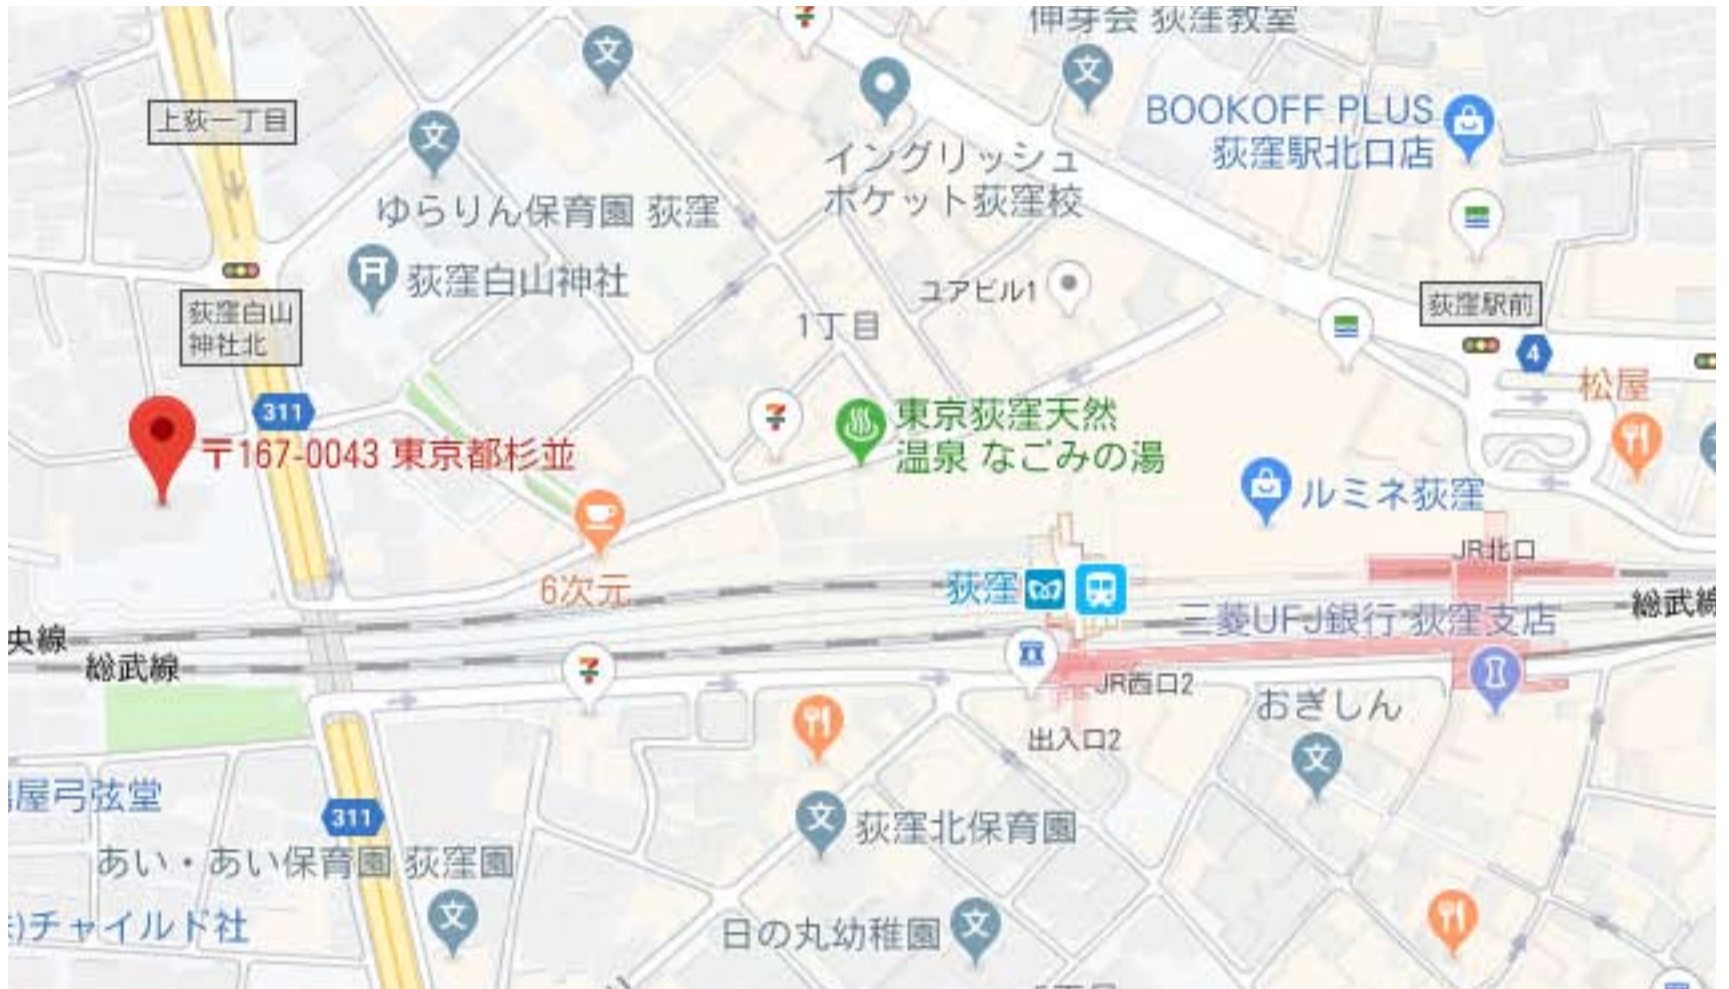 伸芽会 荻窪教室
上荻一丁目
BOOKOFF PLUS
荻窪駅北口店
イングリッシュ
ポケット荻窪校
ゆらりん保育園 荻窪
荻窪白山神社
ユアビル1
荻窪駅前
荻窪白山
神社北
1丁目
4
松屋
311
〒167-0043 東京都杉並
東京荻窪天然
温泉 なごみの湯
ルミネ荻窪
JR北口
6次元
荻窪
三菱UFJ銀行 荻窪支店
総武線
央線
総武線
JR西口2
おぎしん
出入口2
屋弓弦堂
311
荻窪北保育園
あい・あい保育園 荻窪園
)チャイルド社
日の丸幼稚園